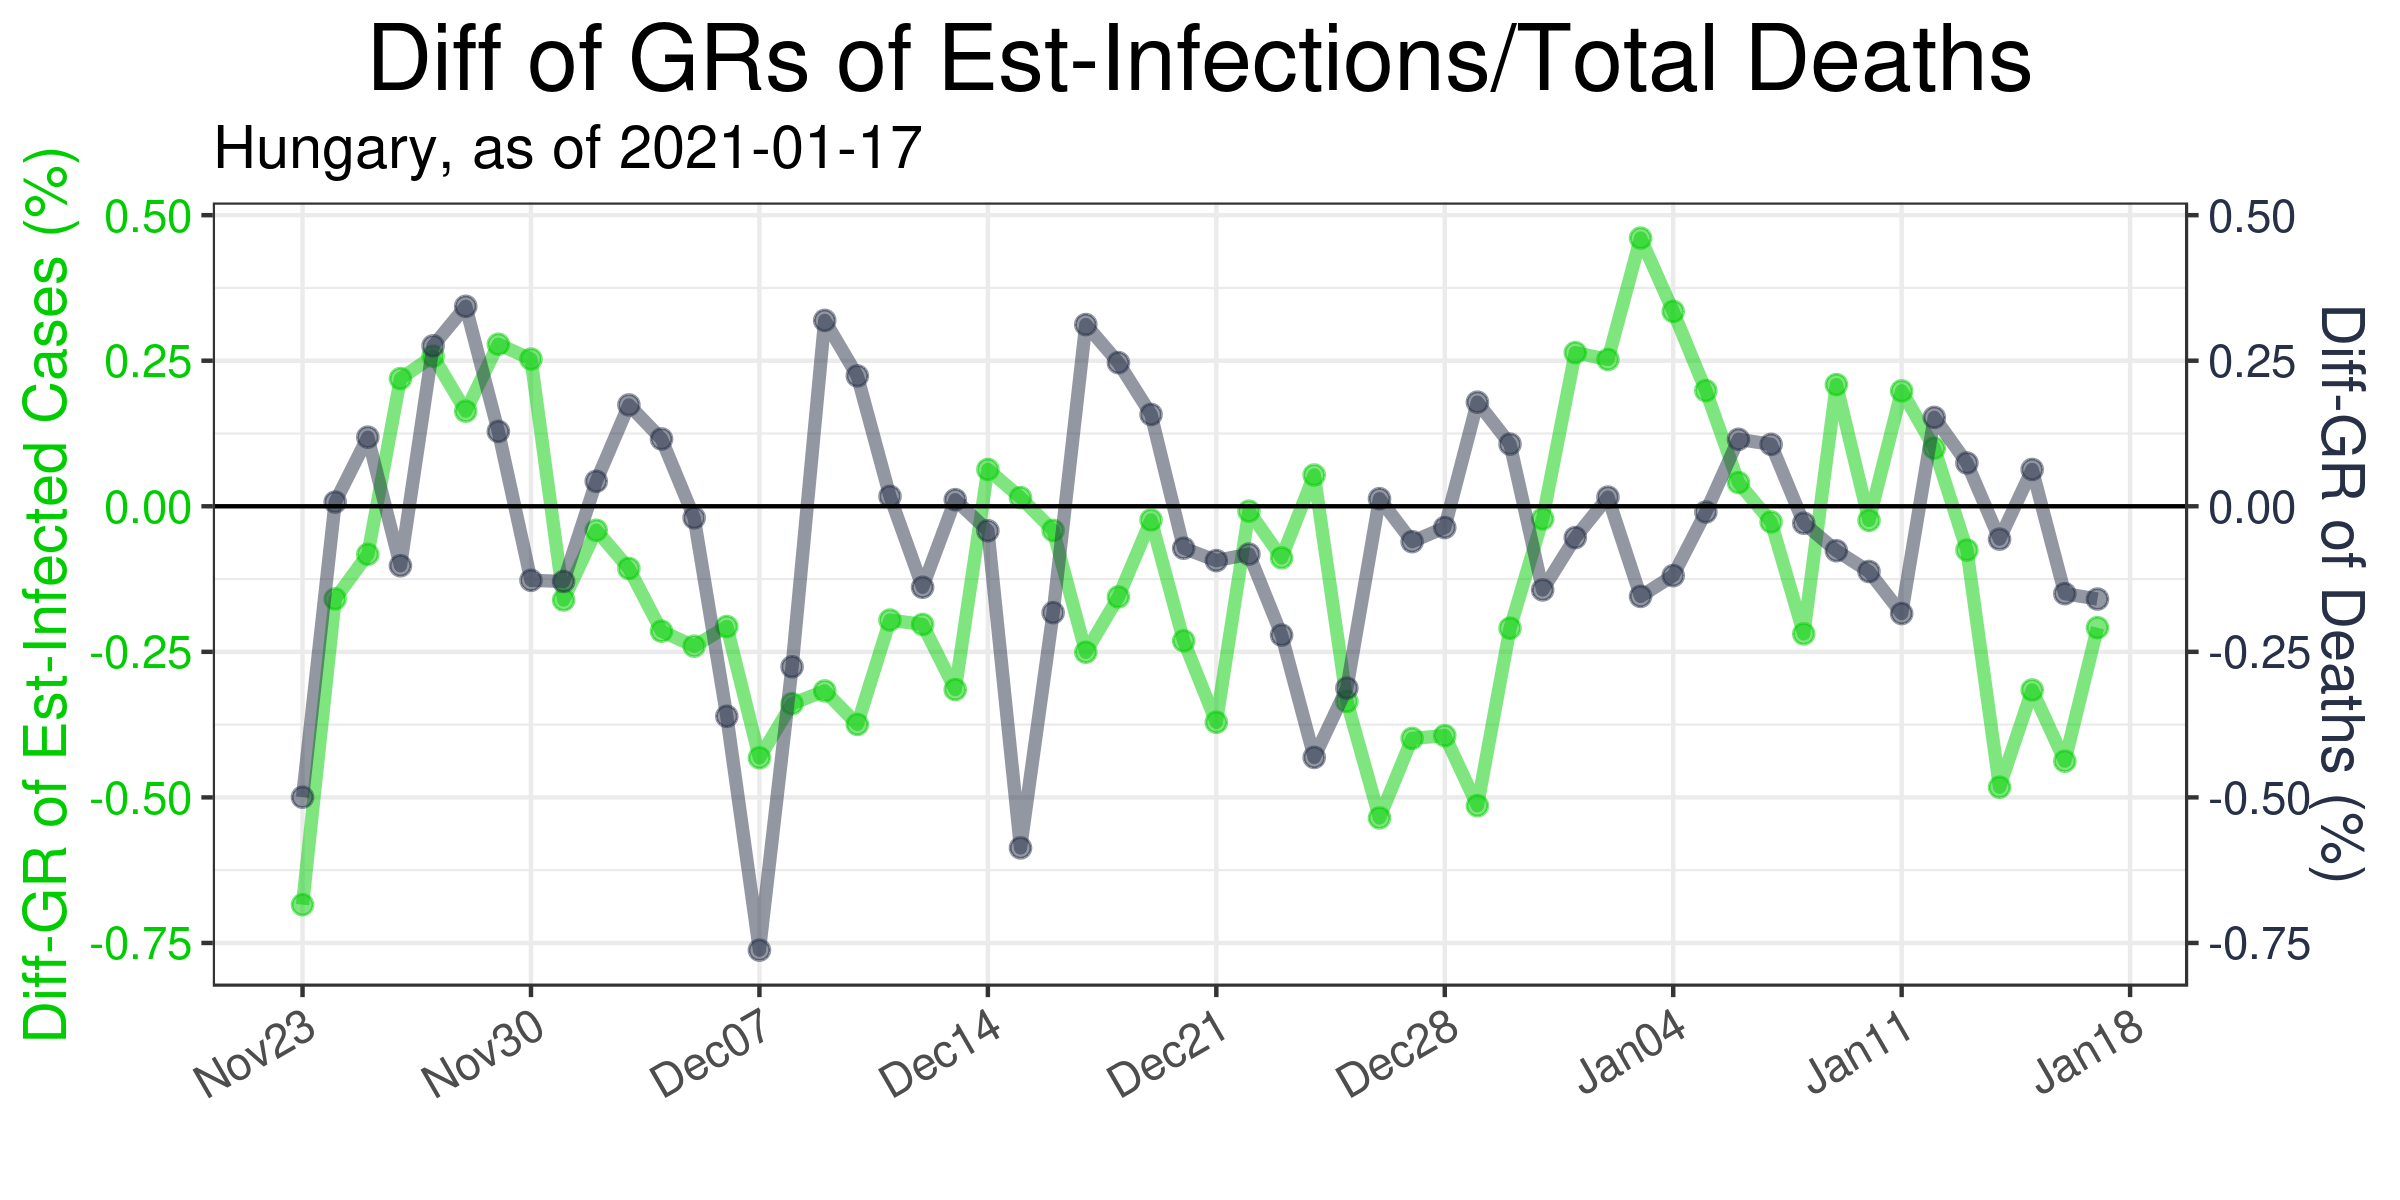 Diff of GRs of Est-Infections/Total Deaths
Hungary, as of 2021-01-17
Diff-GR of Est-Infected Cases (%)
0.50
0.25
0.00
-0.25
-0.50
-0.75
0.50
0.25
0.00
-0.25
-0.50
-0.75
Diff-GR of Deaths (%)
Nov23
Nov30
Dec07
Dec14
Dec21
Dec28
Jan04
Jan11
Jan18